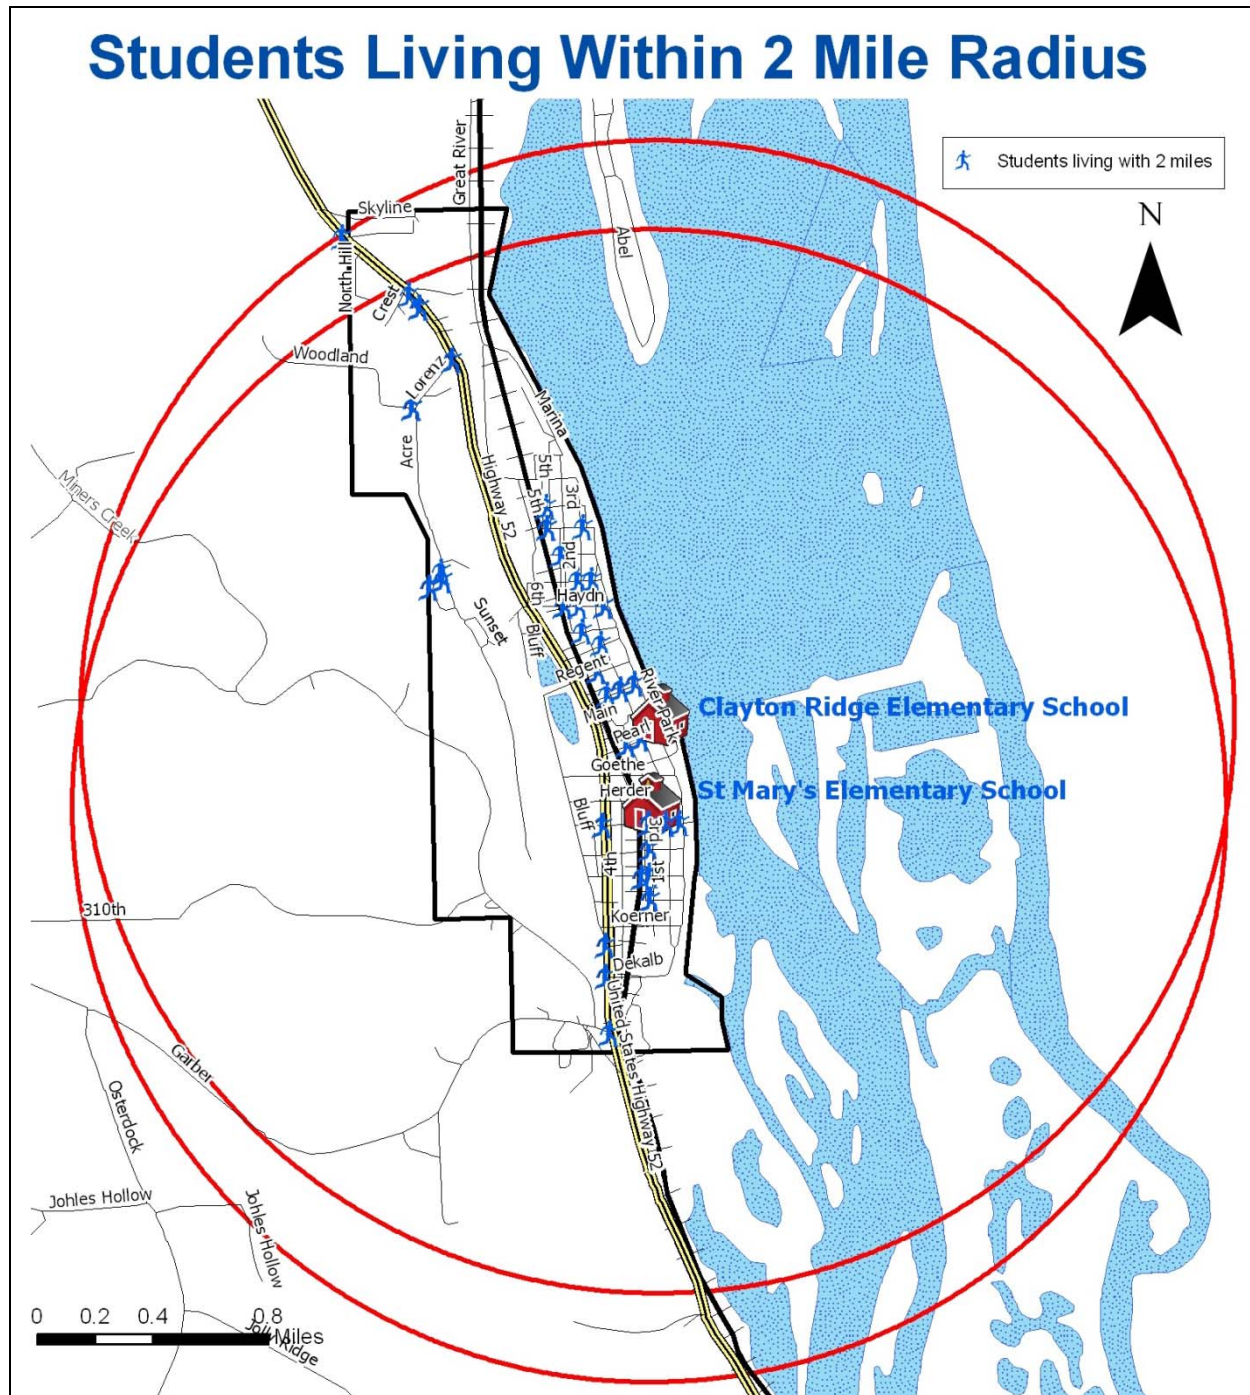 Students Living Within 2 Mile Radius
Students living with 2 miles
N
Great River
Skyline
Abel
North Hill
Crest
Woodland
Lorenz
Marina
Acre
Highway 52
5th
5th
3rd
Miners Creek
2nd
6th
Haydn
Sunset
Bluff
Regent
River Park
Main
Clayton Ridge Elementary School
Pearl
Goethe
Herder
St Mary's Elementary School
Bluff
3rd
4th
1st
310th
Koerner
Dekalb
United States Highway 52
Garber
Osterdock
Johles Hollow
Johles Hollow
0 0.2 0.4 0.8
Miles
Jolly Ridge